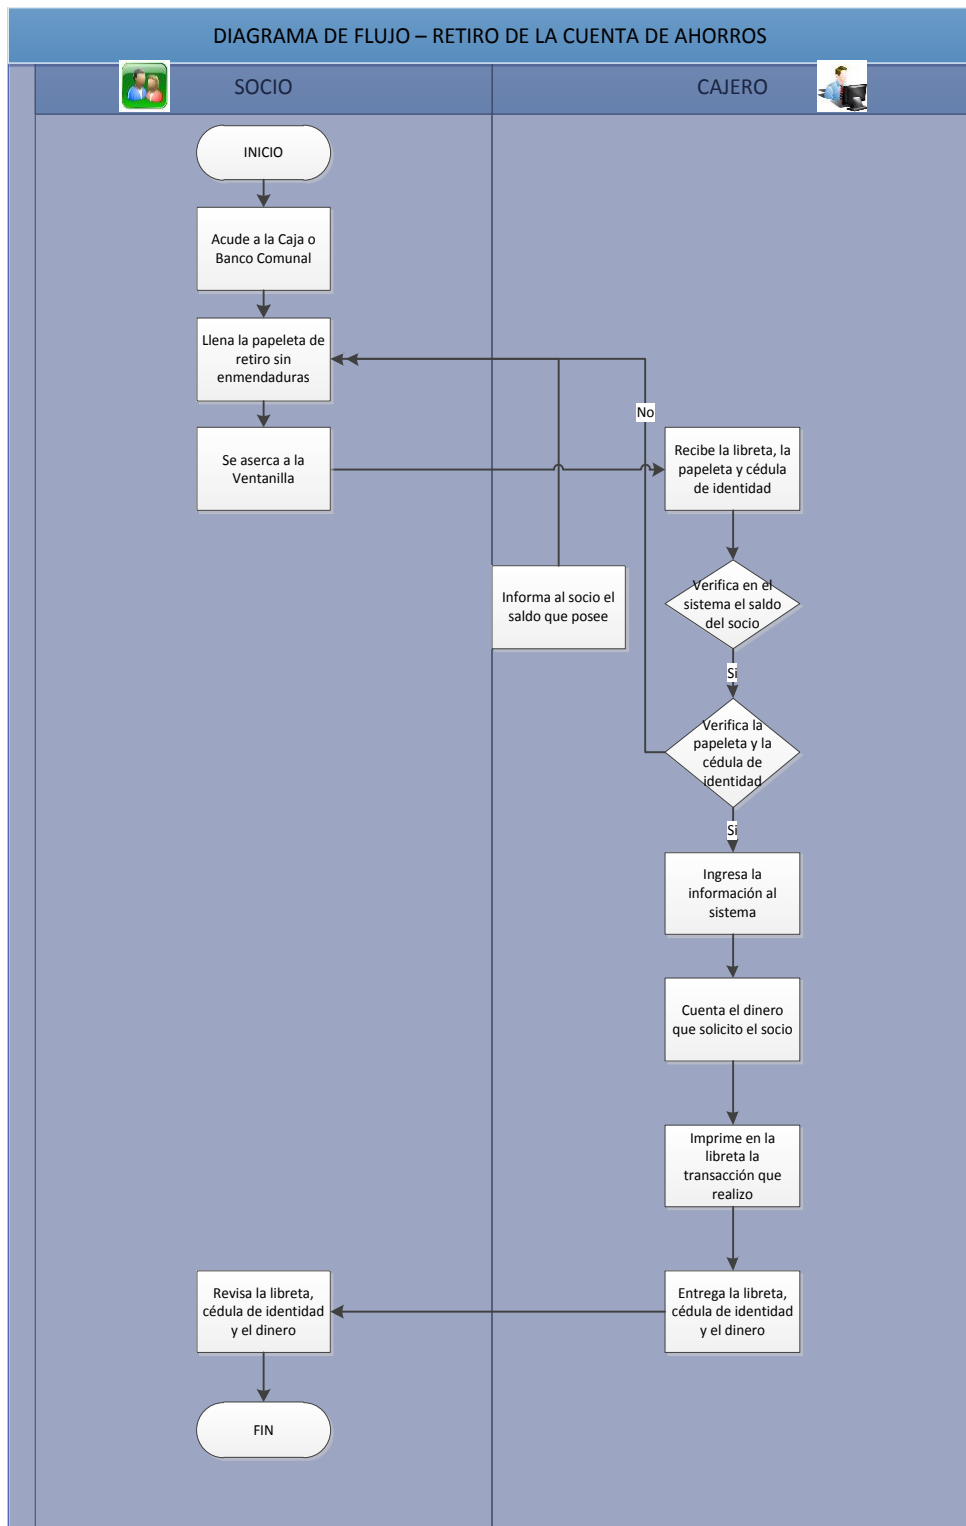 DIAGRAMA DE FLUJO – RETIRO DE LA CUENTA DE AHORROS
SOCIO
CAJERO
INICIO
Acude a la Caja o
Banco Comunal
Llena la papeleta de
retiro sin
enmendaduras
No
Se aserca a la
Ventanilla
Recibe la libreta, la
papeleta y cédula
de identidad
Informa al socio el
saldo que posee
Verifica en el
sistema el saldo
del socio
Si
Verifica la
papeleta y la
cédula de
identidad
Si
Ingresa la
información al
sistema
Cuenta el dinero
que solicito el socio
Imprime en la
libreta la
transacción que
realizo
Entrega la libreta,
cédula de identidad
y el dinero
Revisa la libreta,
cédula de identidad
y el dinero
FIN